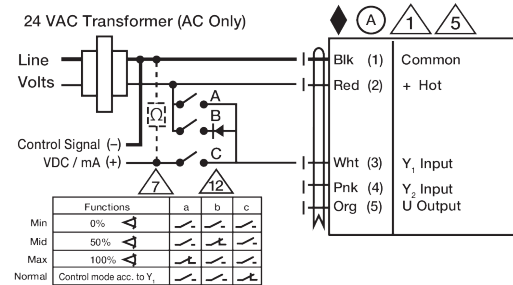 24 VAC Transformer (AC Only)
A 1 5
Line
Volts
Blk (1) Common
Red (2) + Hot
A
B
C
Ω
Control Signal (−)
VDC / mA (+)
Wht (3) Y₁ Input
Pnk (4) Y₂ Input
Org (5) U Output
7 12
Functions a b c
Min 0%
Mid 50%
Max 100%
Normal Control mode acc. to Y₁